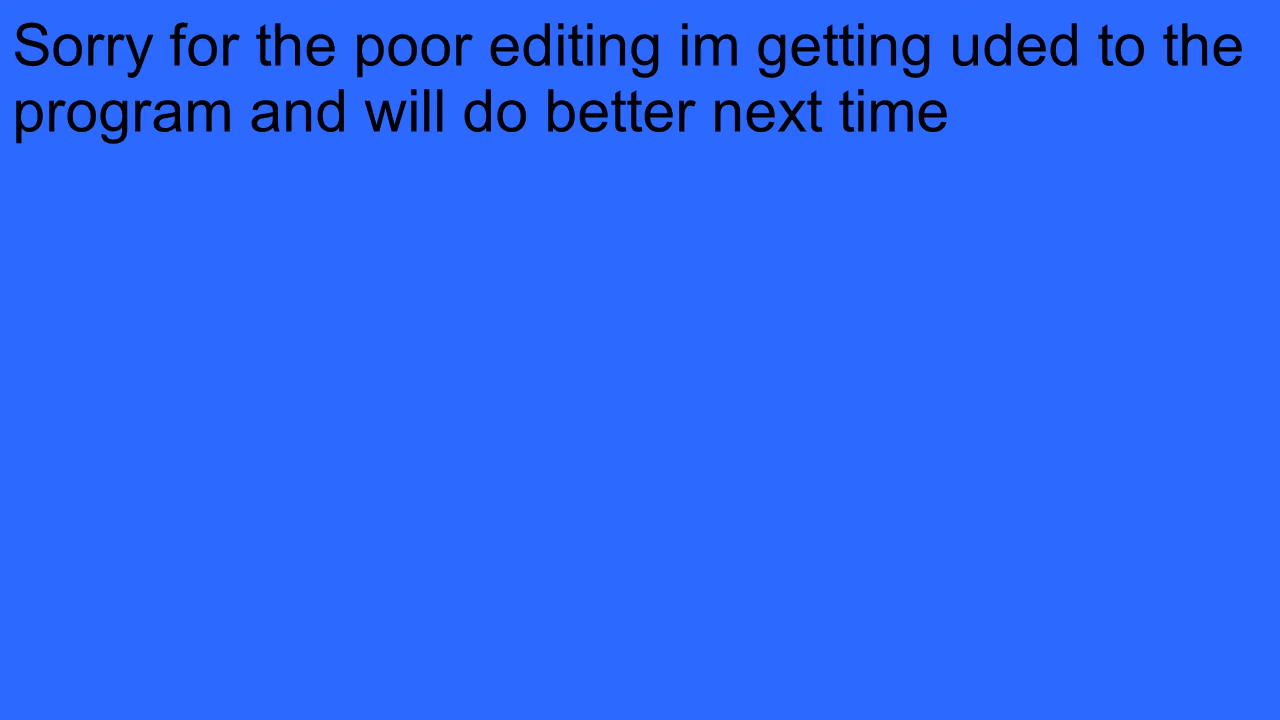 Sorry for the poor editing im getting uded to the
program and will do better next time